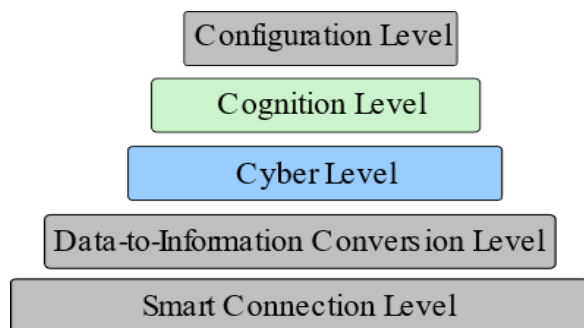 Configuration Level
Cognition Level
Cyber Level
Data-to-Information Conversion Level
Smart Connection Level